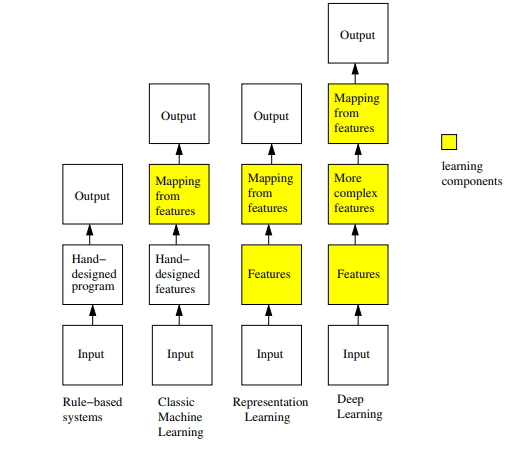 Output
Mapping
from
features
More
complex
features
Features
Input
Deep
Learning
Output
Mapping
from
features
Features
Input
Representation
Learning
Output
Mapping
from
features
Hand−
designed
features
Input
Classic
Machine
Learning
Output
Hand−
designed
program
Input
Rule−based
systems
learning
components